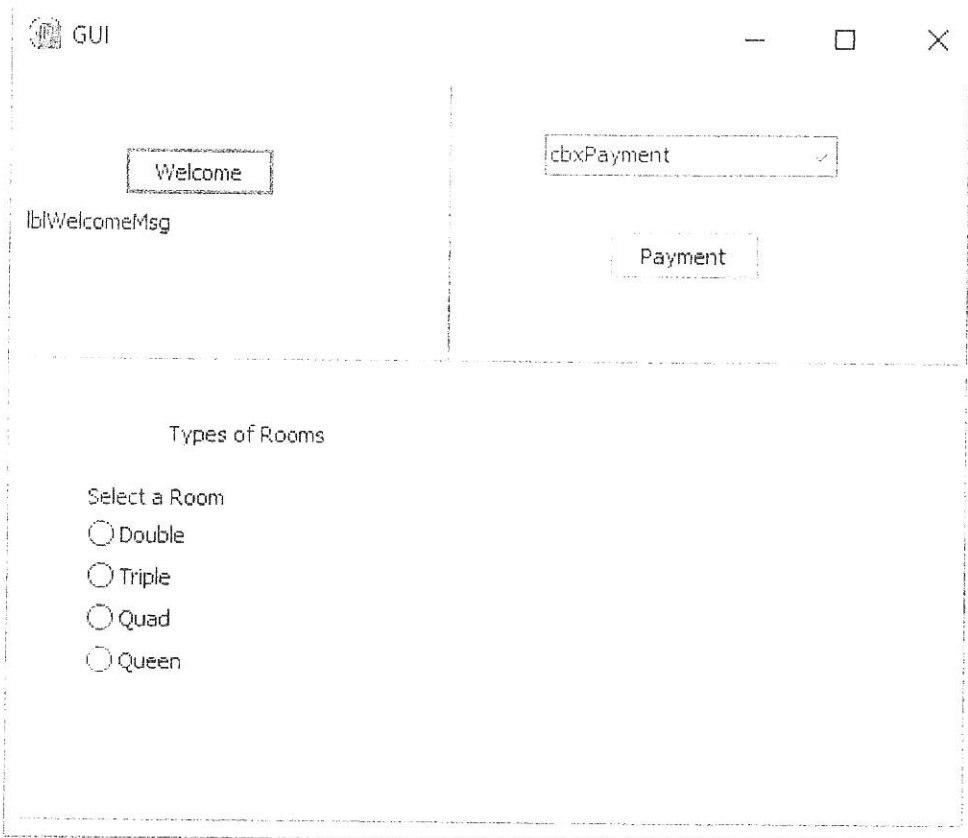 GUI
Welcome
lblWelcomeMsg
cbxPayment
Payment
Types of Rooms
Select a Room
Double
Triple
Quad
Queen